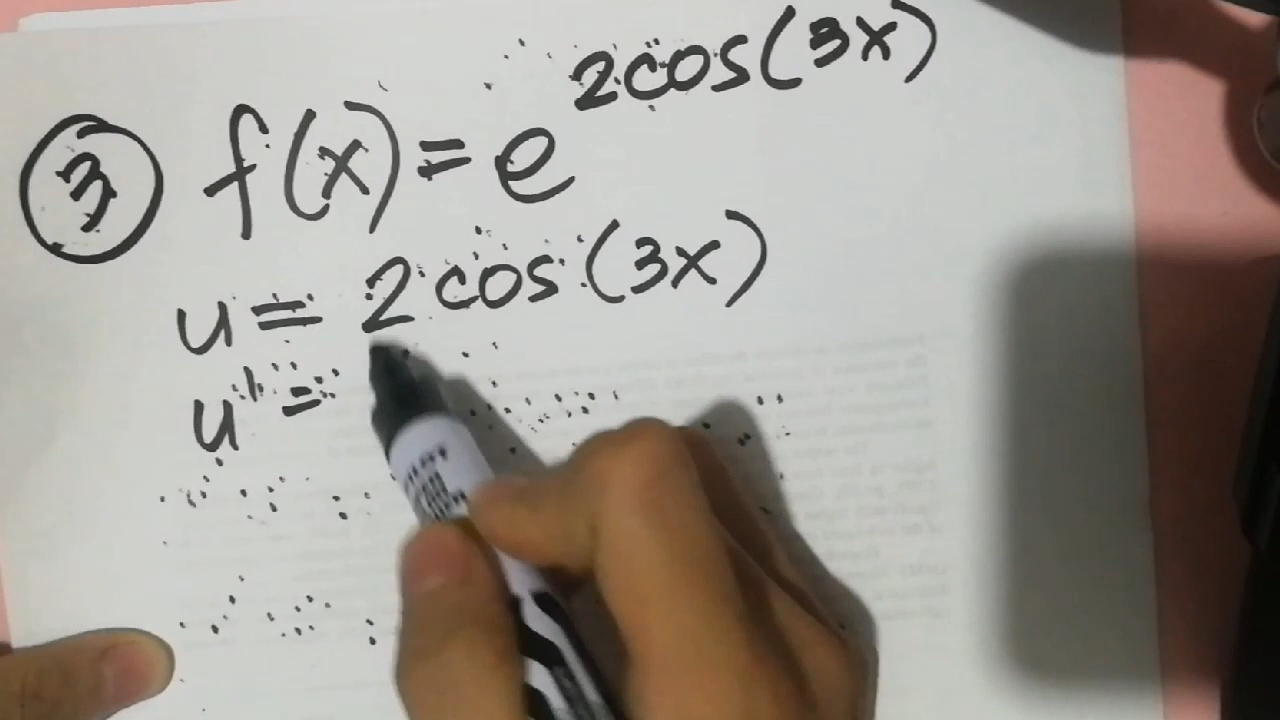 ③ f(x) = e^{2cos(3x)}
u = 2cos(3x)
u' =